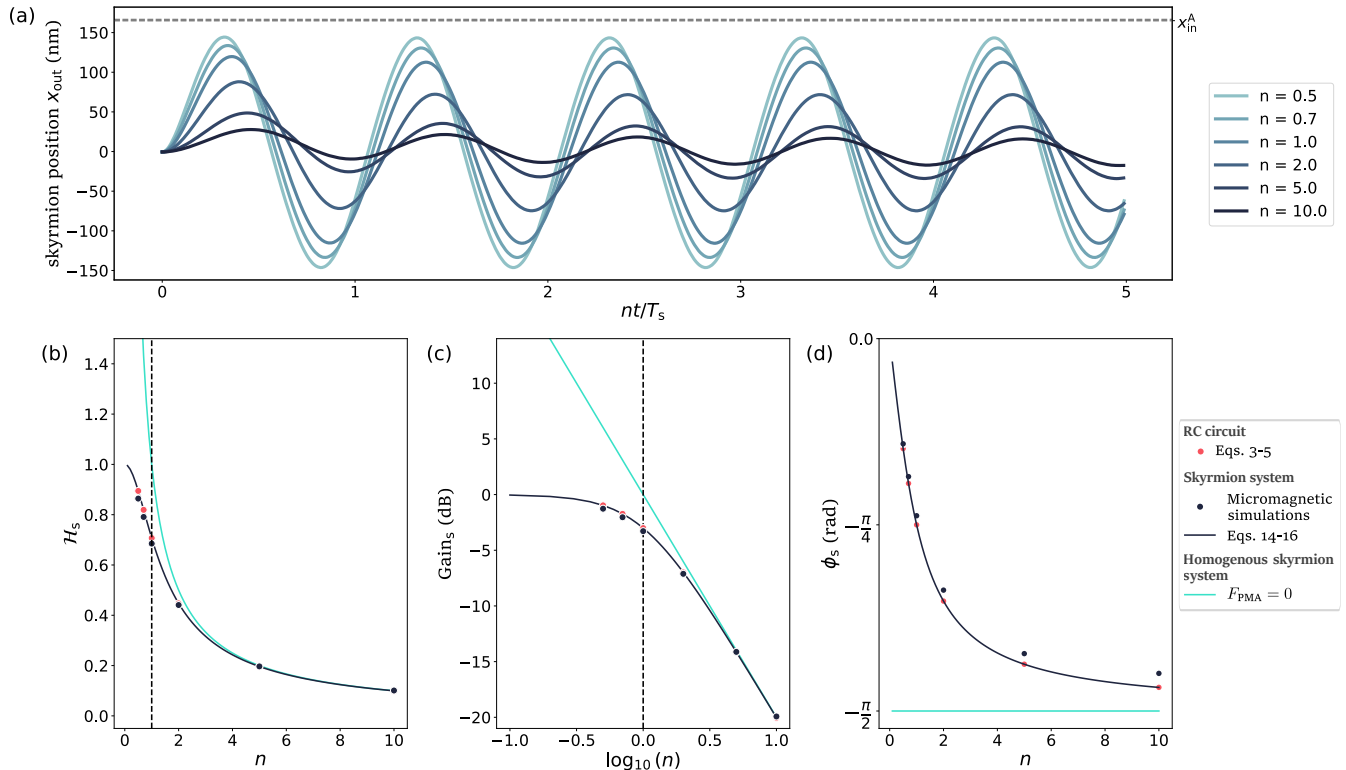 (a)
skyrmion position x_out (nm)
150
100
50
0
−50
−100
−150
x_in^A
0
1
2
3
4
5
nt/T_s
n = 0.5
n = 0.7
n = 1.0
n = 2.0
n = 5.0
n = 10.0
(b)
ℋ_s
1.4
1.2
1.0
0.8
0.6
0.4
0.2
0.0
0
2
4
6
8
10
n
(c)
Gain_s (dB)
10
5
0
−5
−10
−15
−20
−1.0
−0.5
0.0
0.5
1.0
log₁₀ (n)
(d)
ϕ_s (rad)
0.0
−π/4
−π/2
0
2
4
6
8
10
n
RC circuit
Eqs. 3-5
Skyrmion system
Micromagnetic
simulations
Eqs. 14-16
Homogenous skyrmion
system
F_PMA = 0